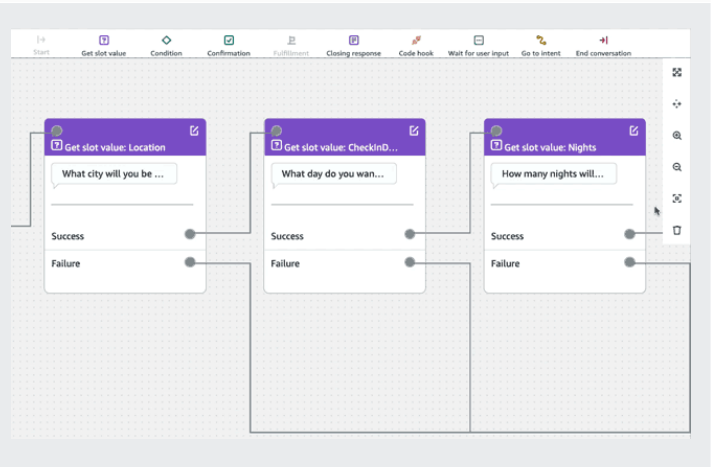 Start Get slot value Condition Confirmation Fulfillment Closing response Code hook Wait for user input Go to intent End conversation
Get slot value: Location
What city will you be ...
Success
Failure
Get slot value: CheckInD...
What day do you wan...
Success
Failure
Get slot value: Nights
How many nights will...
Success
Failure